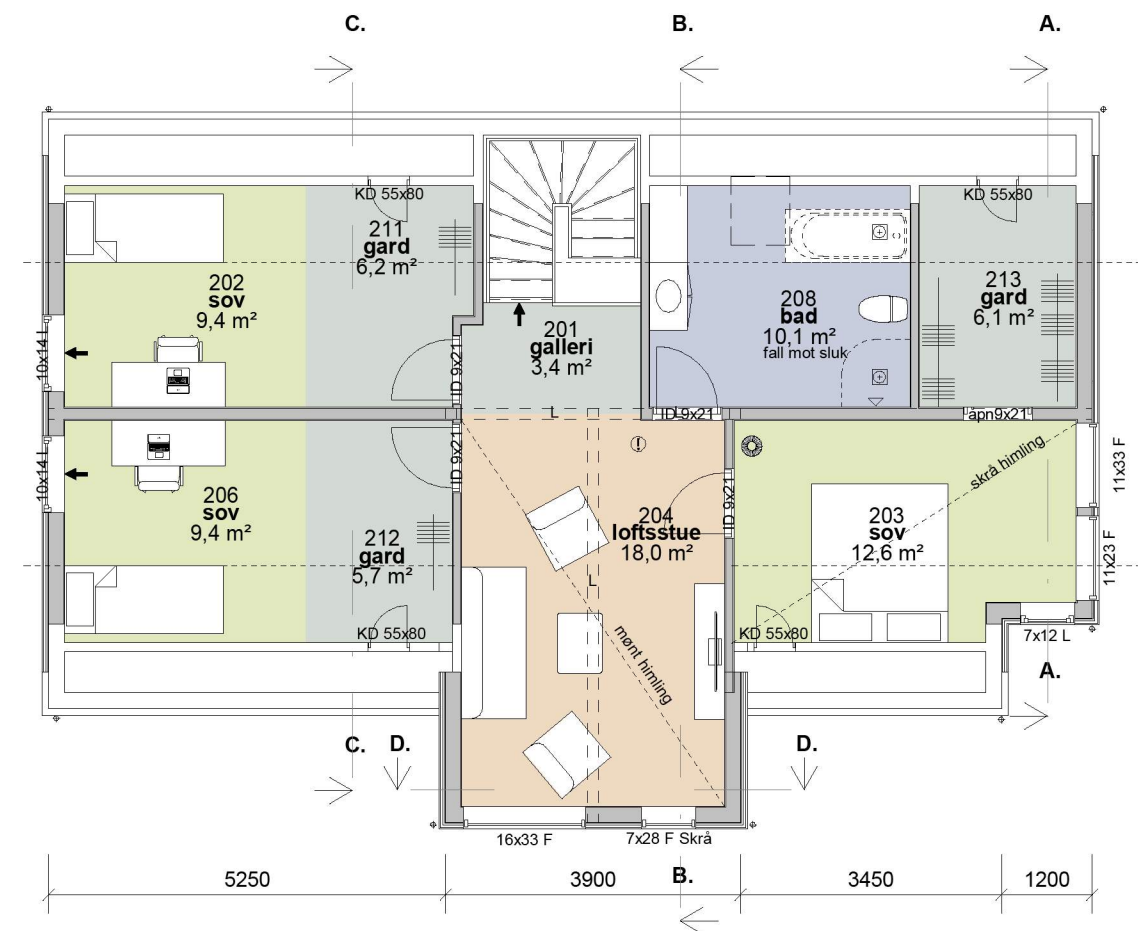 C.
B.
A.
KD 55x80
KD 55x80
211
gard
6,2 m²
202
sov
9,4 m²
208
bad
10,1 m²
fall mot sluk
213
gard
6,1 m²
201
galleri
3,4 m²
10x14 L
ID 9x21
L
ID 9x21
apn9x21
10x14 L
ID 9x21
skrå himling
11x33 F
206
sov
9,4 m²
ID 9x21
204
loftsstue
18,0 m²
203
sov
12,6 m²
212
gard
5,7 m²
L
11x23 F
KD 55x80
mønt himling
KD 55x80
7x12 L
A.
C.
D.
D.
16x33 F
7x28 F Skrå
5250
3900
B.
3450
1200